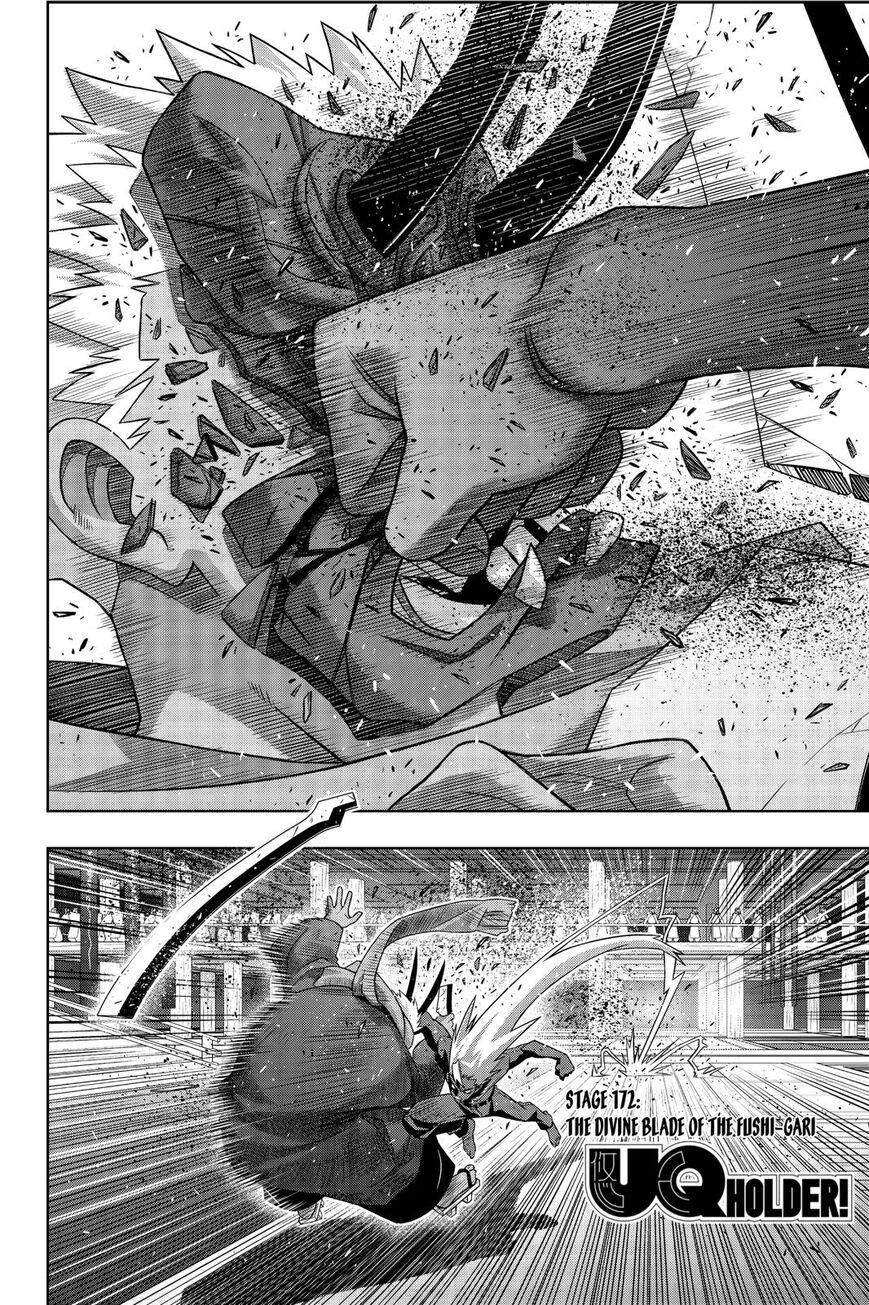 STAGE 172:
THE DIVINE BLADE OF THE FUSHI-GARI
UQ HOLDER!